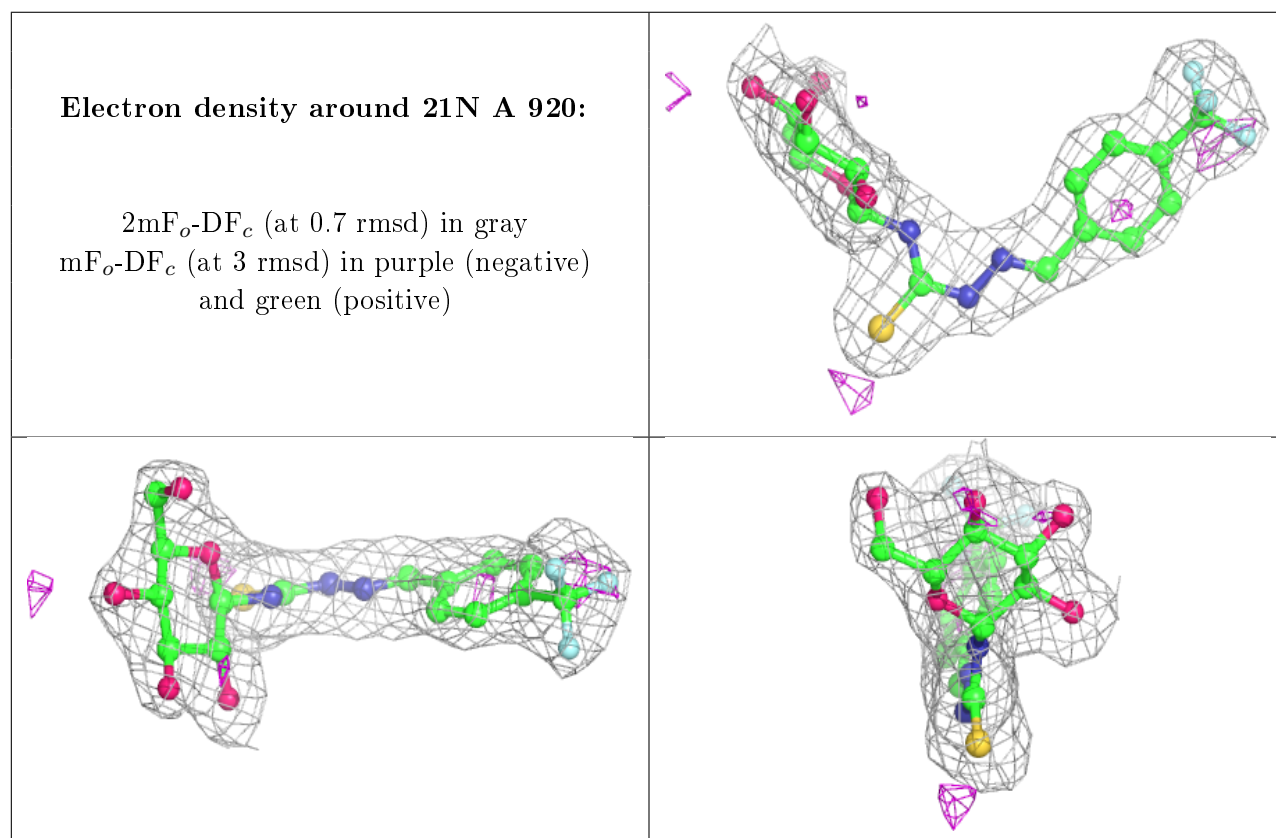 Electron density around 21N A 920:
2mFo-DFc (at 0.7 rmsd) in gray
mFo-DFc (at 3 rmsd) in purple (negative)
and green (positive)